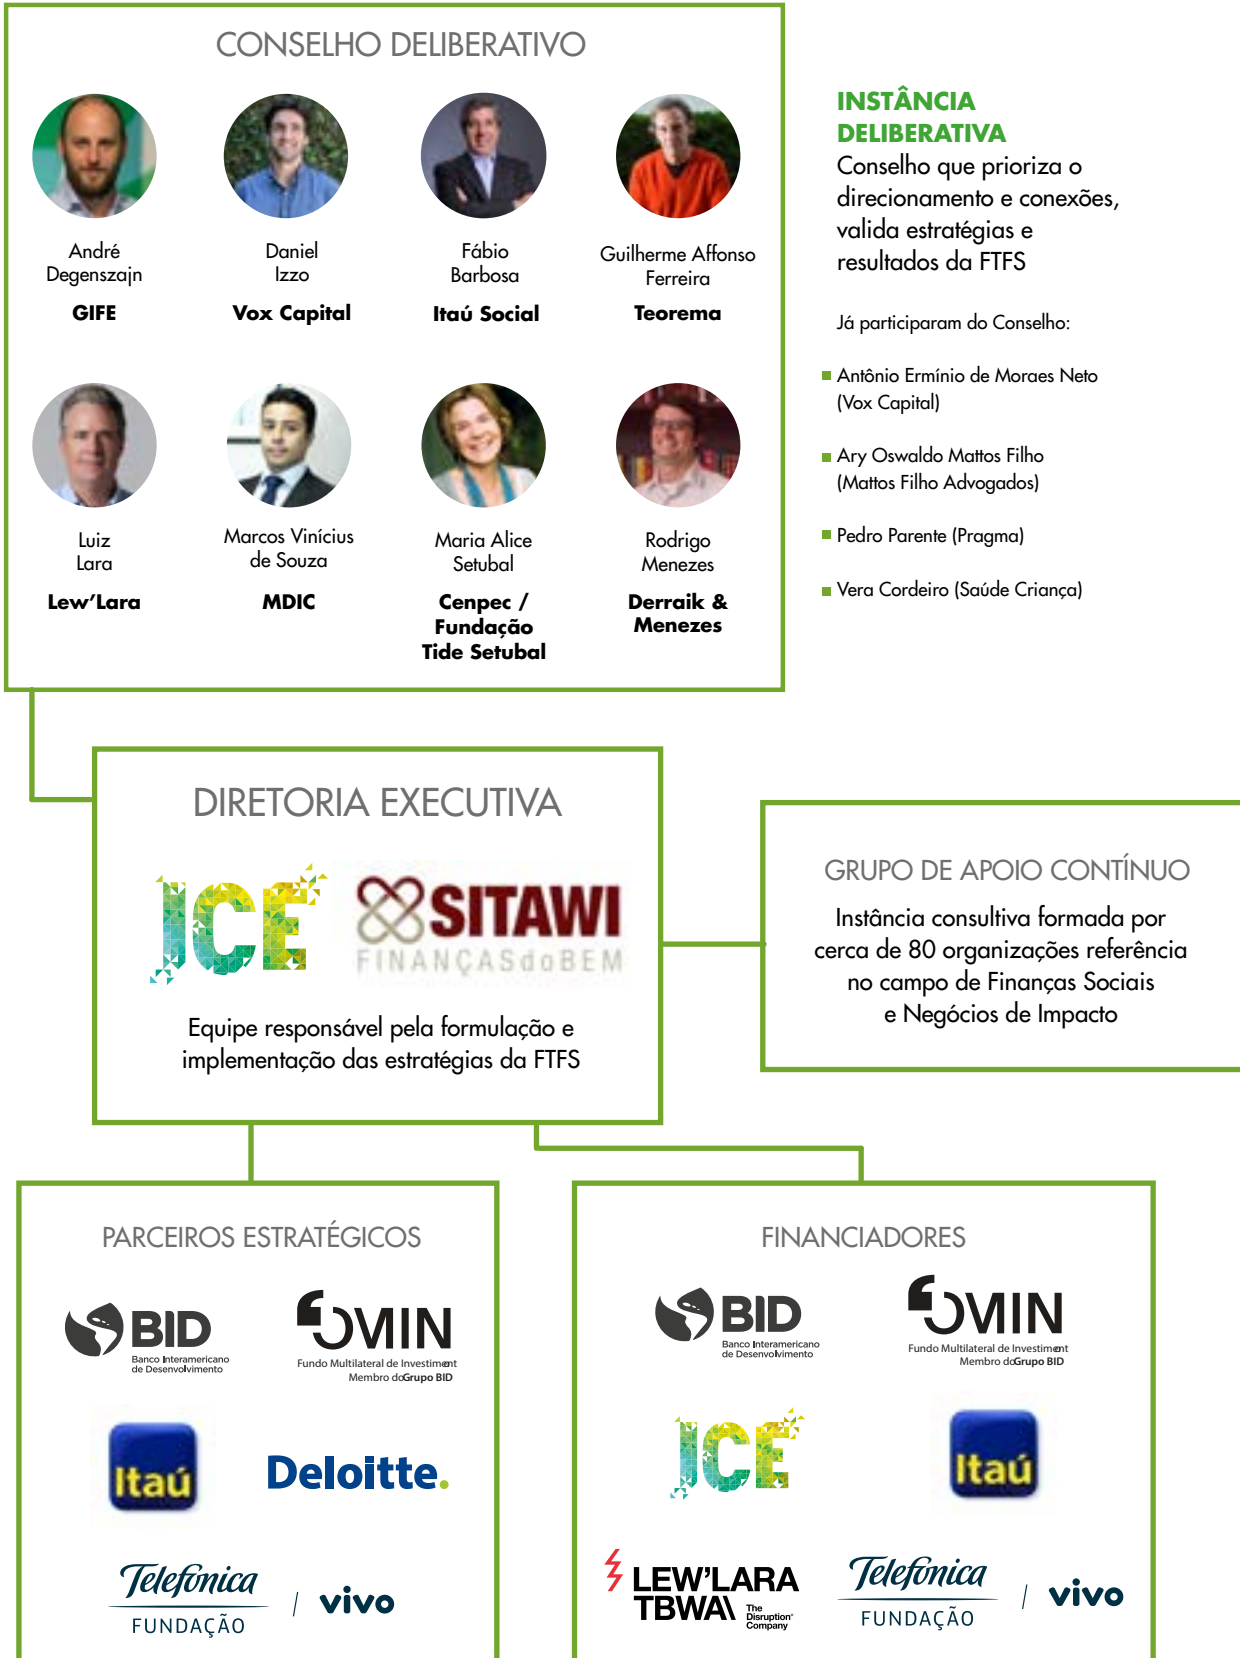 CONSELHO DELIBERATIVO
André
Degenszajn
GIFE
Daniel
Izzo
Vox Capital
Fábio
Barbosa
Itaú Social
Guilherme Affonso
Ferreira
Teorema
Luiz
Lara
Lew'Lara
Marcos Vinícius
de Souza
MDIC
Maria Alice
Setubal
Cenpec /
Fundação
Tide Setubal
Rodrigo
Menezes
Derraik &
Menezes
INSTÂNCIA
DELIBERATIVA
Conselho que prioriza o
direcionamento e conexões,
valida estratégias e
resultados da FTFS
Já participaram do Conselho:
Antônio Ermínio de Moraes Neto
(Vox Capital)
Ary Oswaldo Mattos Filho
(Mattos Filho Advogados)
Pedro Parente (Pragma)
Vera Cordeiro (Saúde Criança)
DIRETORIA EXECUTIVA
ICE
SITAWI
FINANÇASdoBEM
Equipe responsável pela formulação e
implementação das estratégias da FTFS
GRUPO DE APOIO CONTÍNUO
Instância consultiva formada por
cerca de 80 organizações referência
no campo de Finanças Sociais
e Negócios de Impacto
PARCEIROS ESTRATÉGICOS
BID
Banco Interamericano
de Desenvolvimento
FOMIN
Fundo Multilateral de Investiment
Membro do Grupo BID
Itaú
Deloitte.
Telefónica
FUNDAÇÃO
/ vivo
FINANCIADORES
BID
Banco Interamericano
de Desenvolvimento
FOMIN
Fundo Multilateral de Investiment
Membro do Grupo BID
ICE
Itaú
LEW'LARA
TBWA\
The
Disruption®
Company
Telefónica
FUNDAÇÃO
/ vivo